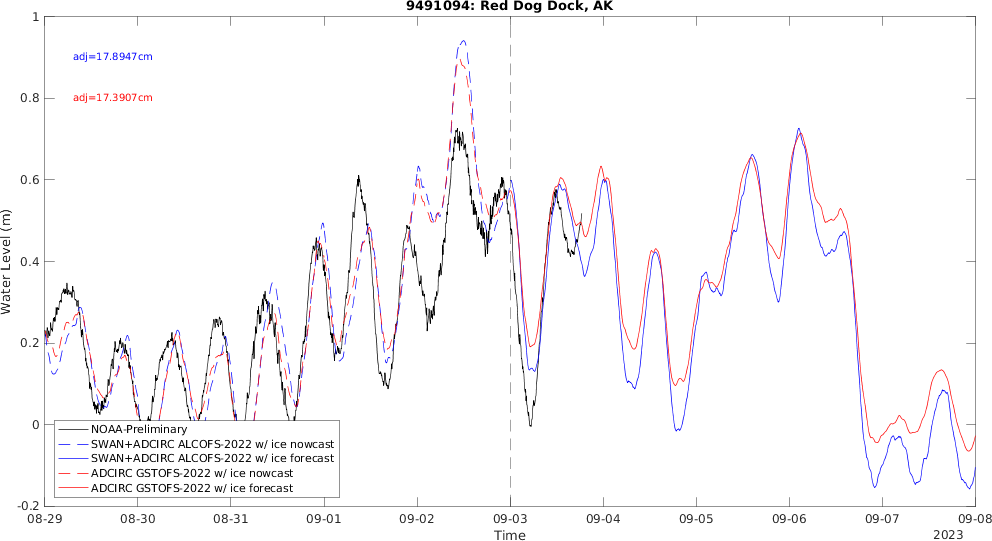 9491094: Red Dog Dock, AK
adj=17.8947cm
adj=17.3907cm
Water Level (m)
1
0.8
0.6
0.4
0.2
0
-0.2
NOAA-Preliminary
SWAN+ADCIRC ALCOFS-2022 w/ ice nowcast
SWAN+ADCIRC ALCOFS-2022 w/ ice forecast
ADCIRC GSTOFS-2022 w/ ice nowcast
ADCIRC GSTOFS-2022 w/ ice forecast
08-29 08-30 08-31 09-01 09-02 09-03 09-04 09-05 09-06 09-07 09-08
Time
2023